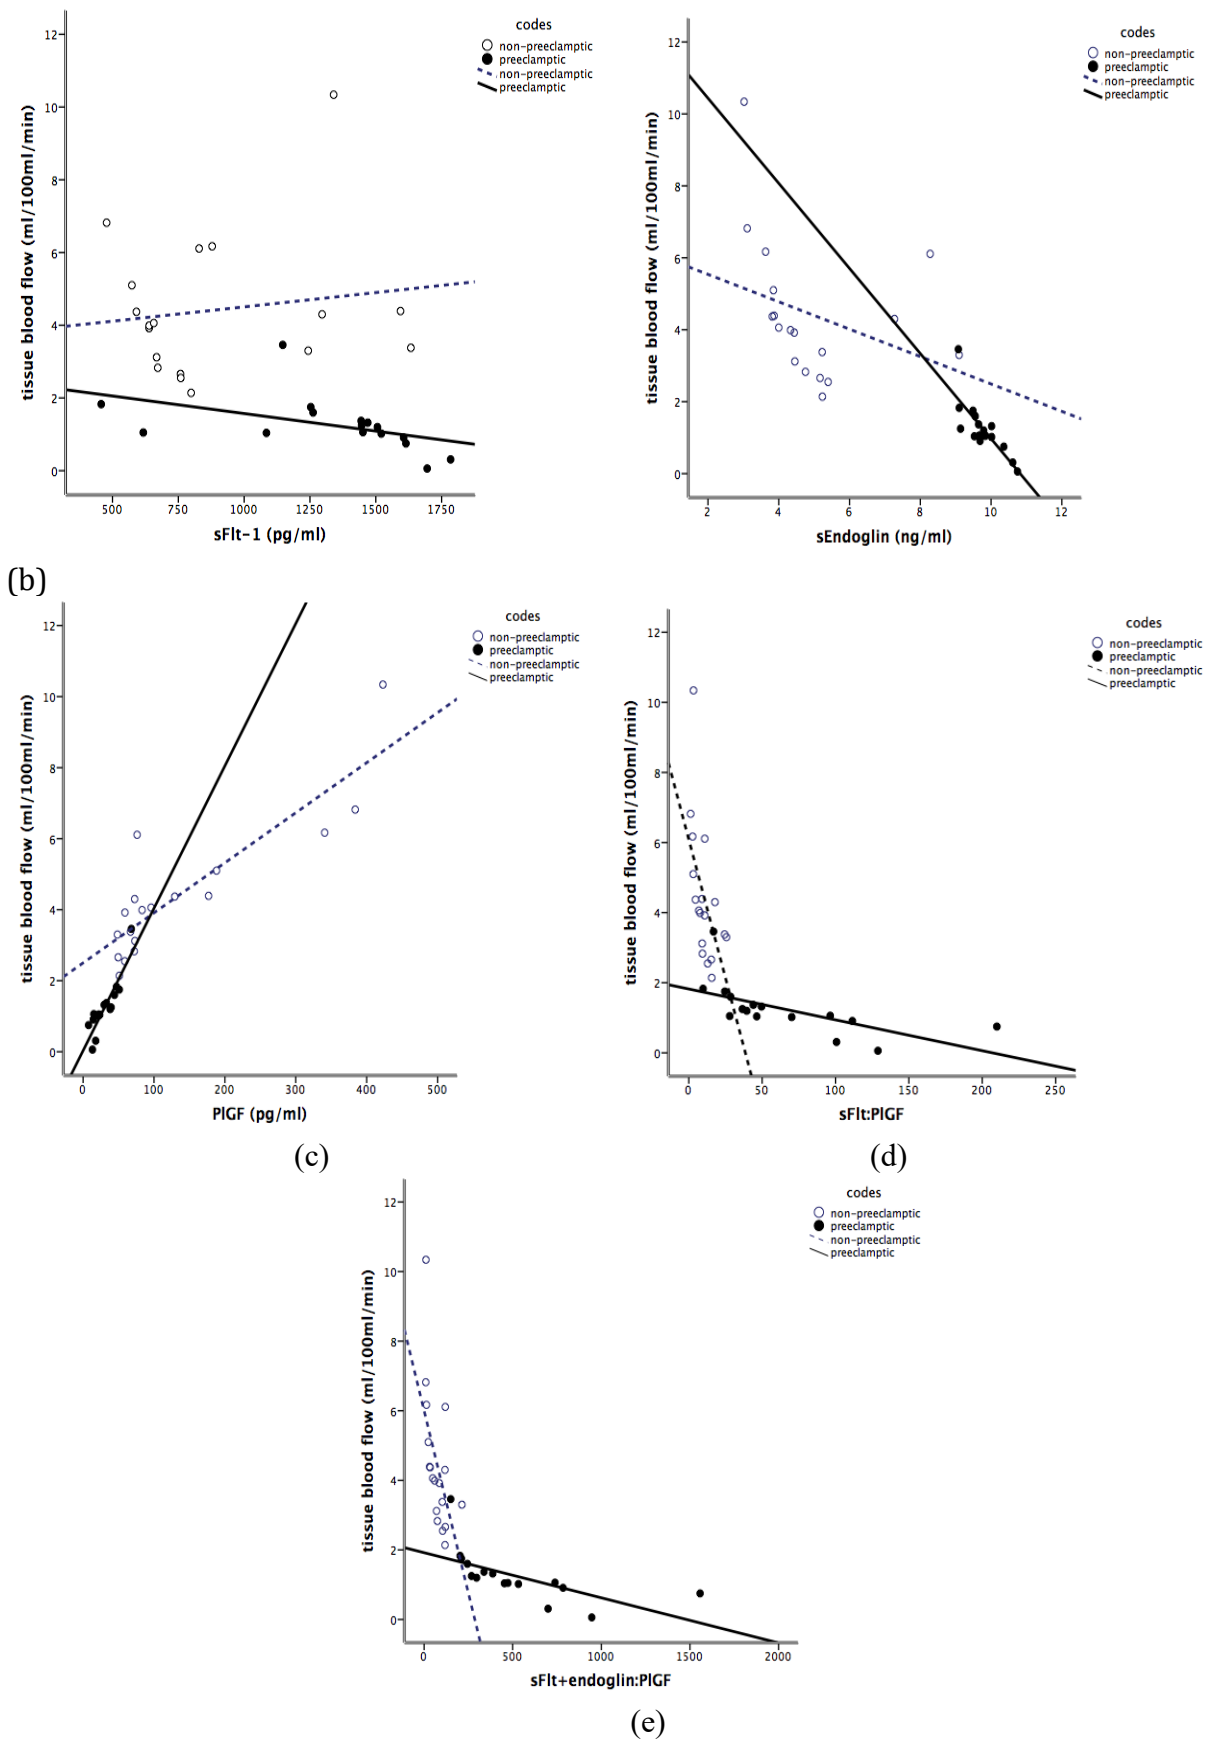 codes
non-preeclamptic
preeclamptic
non-preeclamptic
preeclamptic
tissue blood flow (ml/100ml/min)
12
10
8
6
4
2
0
500 750 1000 1250 1500 1750
sFlt-1 (pg/ml)
codes
non-preeclamptic
preeclamptic
non-preeclamptic
preeclamptic
tissue blood flow (ml/100ml/min)
12
10
8
6
4
2
0
2 4 6 8 10 12
sEndoglin (ng/ml)
(b)
codes
non-preeclamptic
preeclamptic
non-preeclamptic
preeclamptic
tissue blood flow (ml/100ml/min)
12
10
8
6
4
2
0
0 100 200 300 400 500
PlGF (pg/ml)
(c)
codes
non-preeclamptic
preeclamptic
non-preeclamptic
preeclamptic
tissue blood flow (ml/100ml/min)
12
10
8
6
4
2
0
0 50 100 150 200 250
sFlt:PlGF
(d)
codes
non-preeclamptic
preeclamptic
non-preeclamptic
preeclamptic
tissue blood flow (ml/100ml/min)
12
10
8
6
4
2
0
0 500 1000 1500 2000
sFlt+endoglin:PlGF
(e)